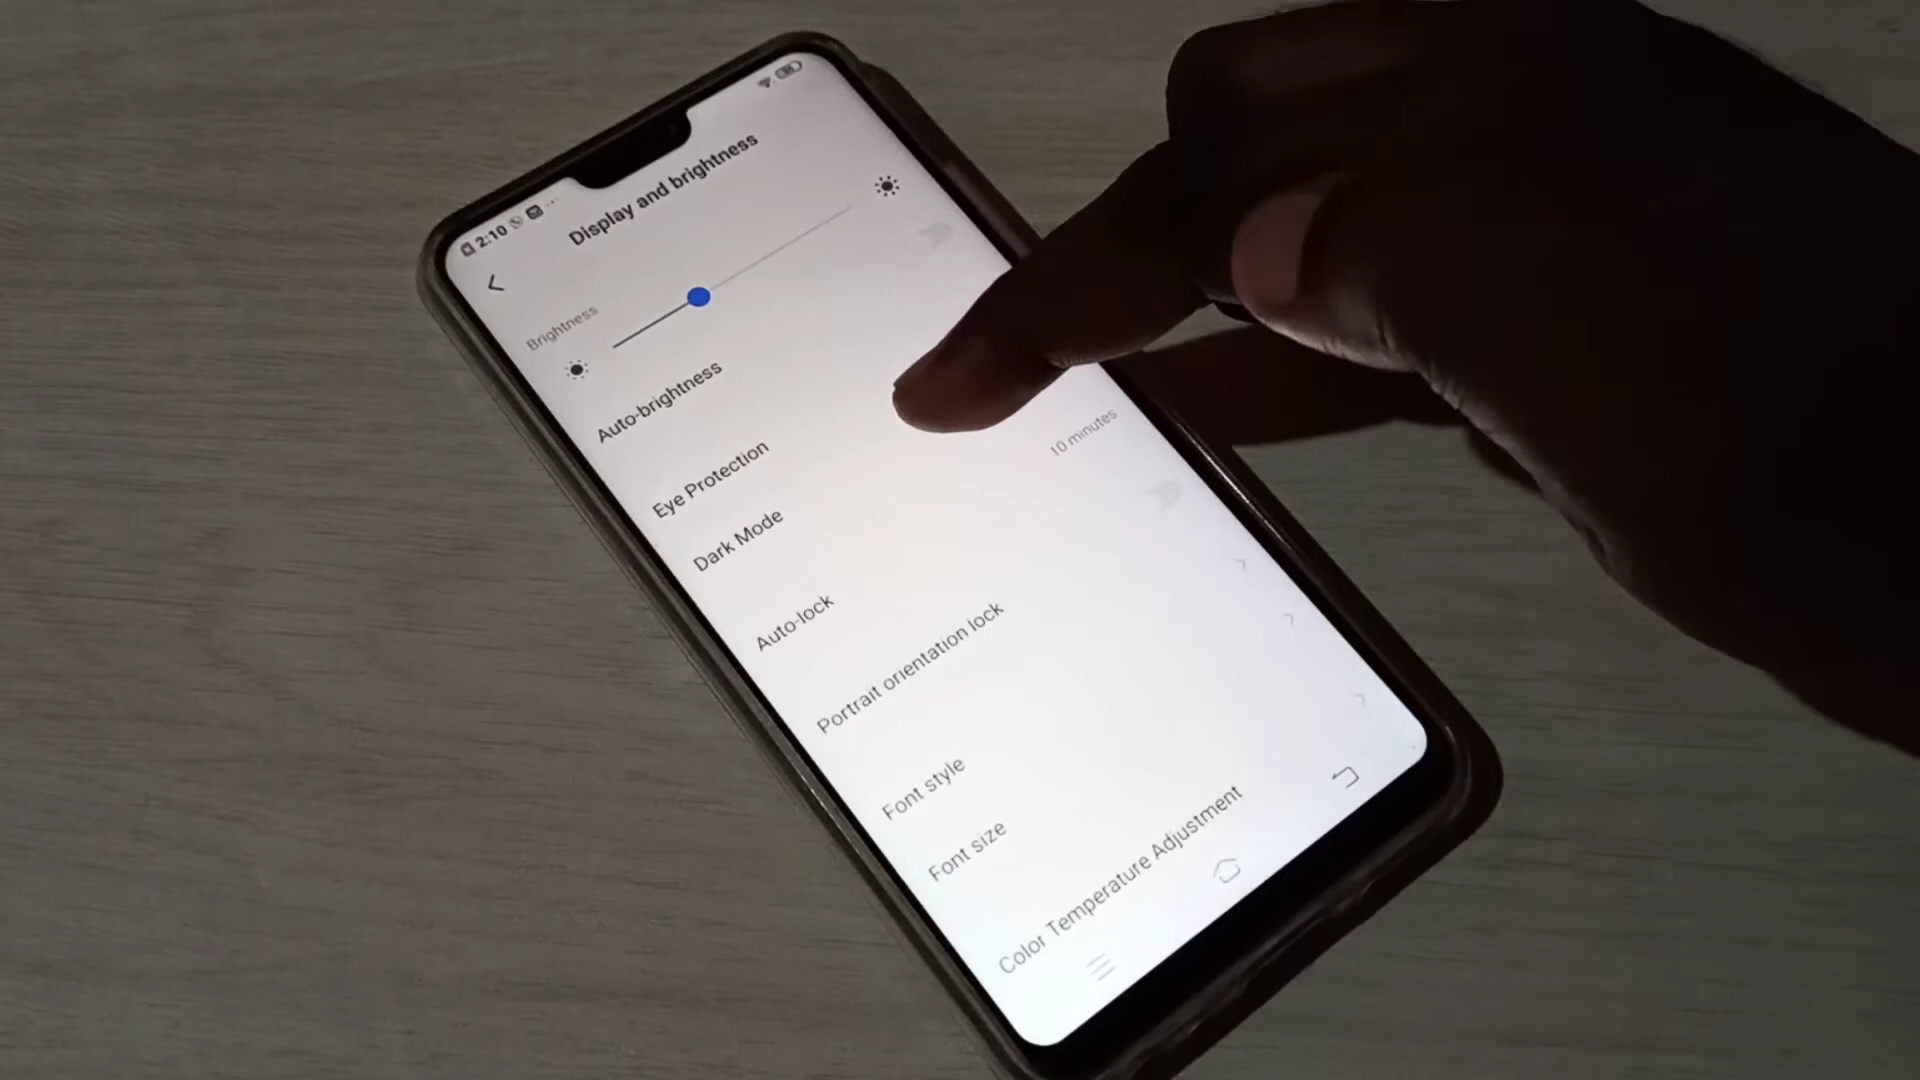 2:10
Display and brightness
Brightness
Auto-brightness
Eye Protection
Dark Mode
Auto-lock
10 minutes
Portrait orientation lock
Font style
Font size
Color Temperature Adjustment